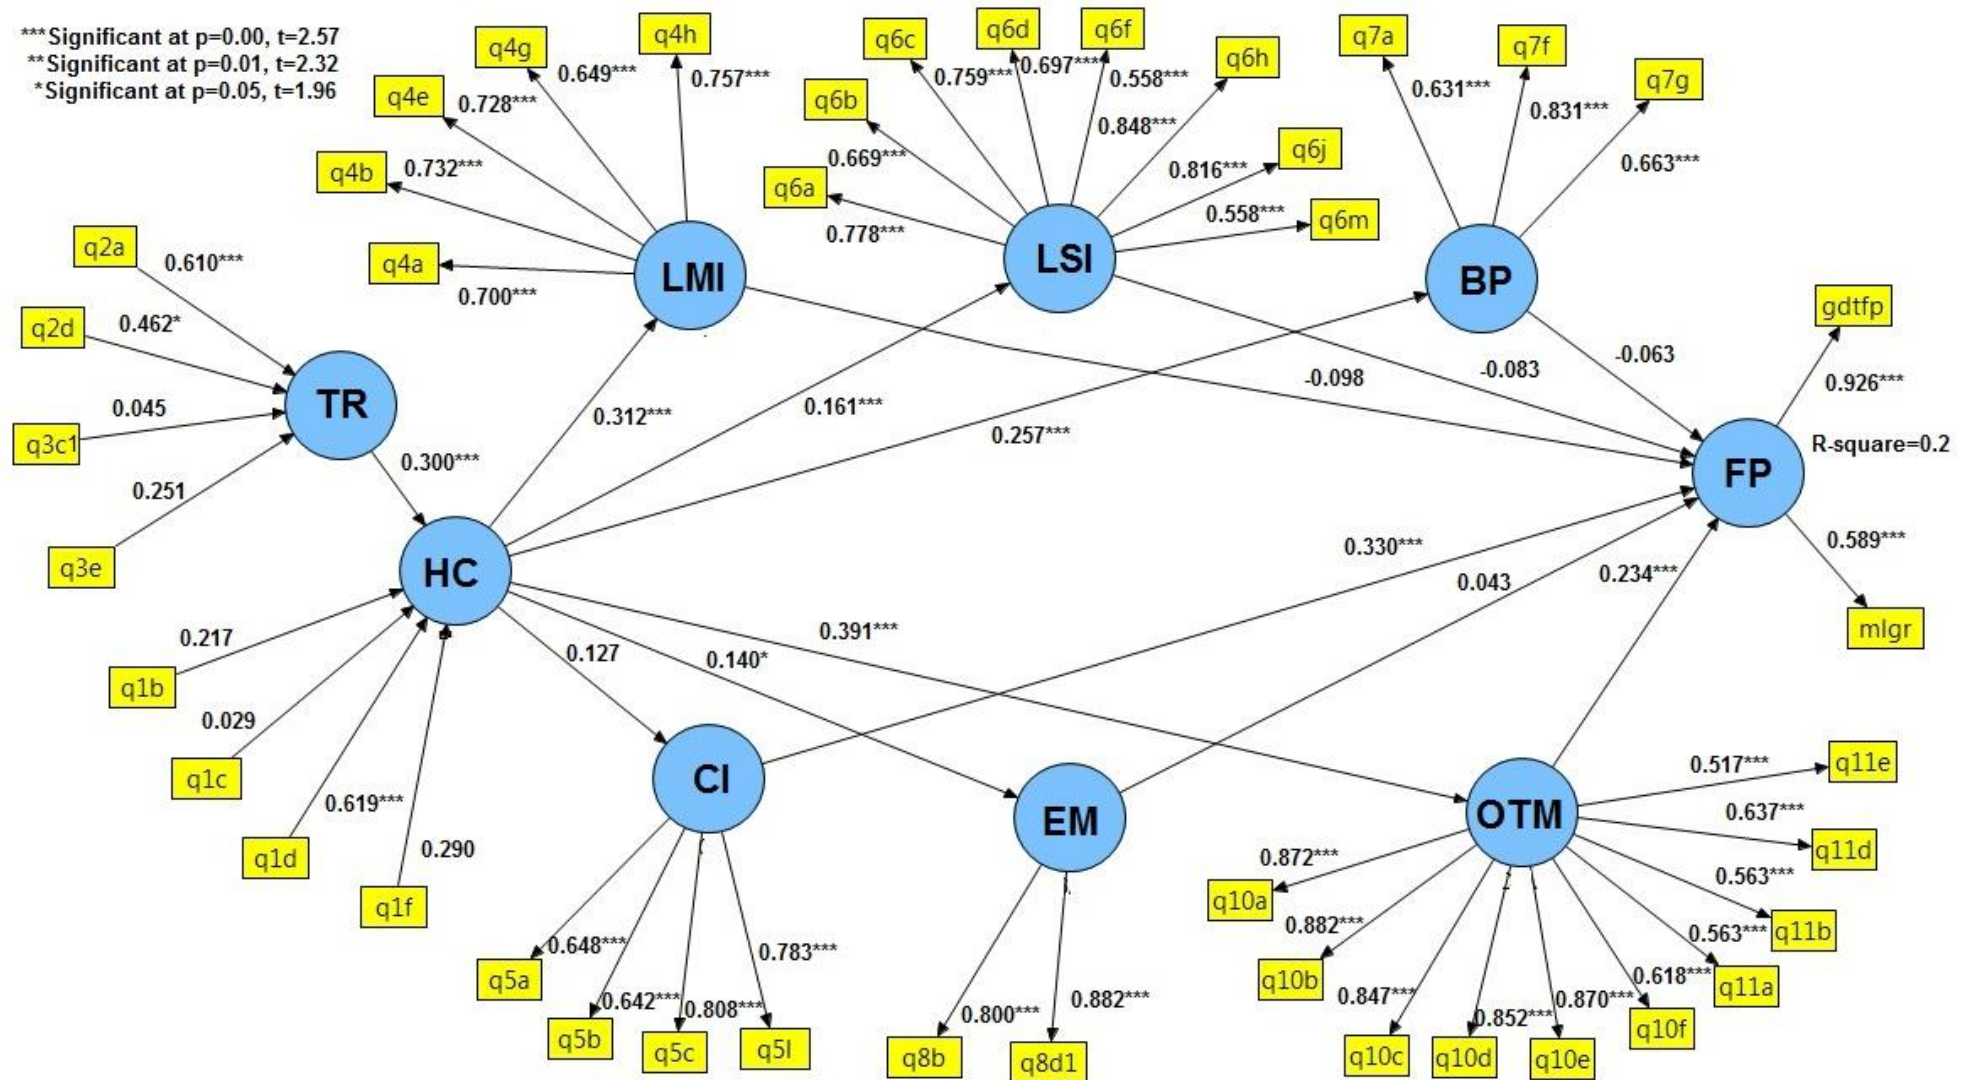 ***Significant at p=0.00, t=2.57
**Significant at p=0.01, t=2.32
*Significant at p=0.05, t=1.96
q4g
0.649***
q4h
0.757***
q4e
0.728***
q4b
0.732***
q4a
0.700***
LMI
q6c
0.759***
q6d
0.697***
q6f
0.558***
q6h
0.848***
q6b
0.669***
q6a
0.778***
q6j
0.816***
q6m
0.558***
LSI
q7a
0.631***
q7f
0.831***
q7g
0.663***
BP
q2a
0.610***
q2d
0.462*
q3c1
0.045
q3e
0.251
TR
0.300***
0.312***
0.161***
0.257***
-0.098
-0.083
-0.063
gdtfp
0.926***
R-square=0.2
FP
0.589***
mlgr
HC
q1b
0.217
q1c
0.029
q1d
0.619***
q1f
0.290
0.127
0.140*
0.391***
0.330***
0.043
0.234***
CI
q5a
0.648***
q5b
0.642***
q5c
0.808***
q5l
0.783***
EM
q8b
0.800***
q8d1
0.882***
OTM
0.517***
q11e
0.637***
q11d
0.563***
q11b
0.563***
q11a
0.618***
q10f
0.872***
q10a
0.882***
q10b
0.847***
q10c
0.852***
q10d
0.870***
q10e